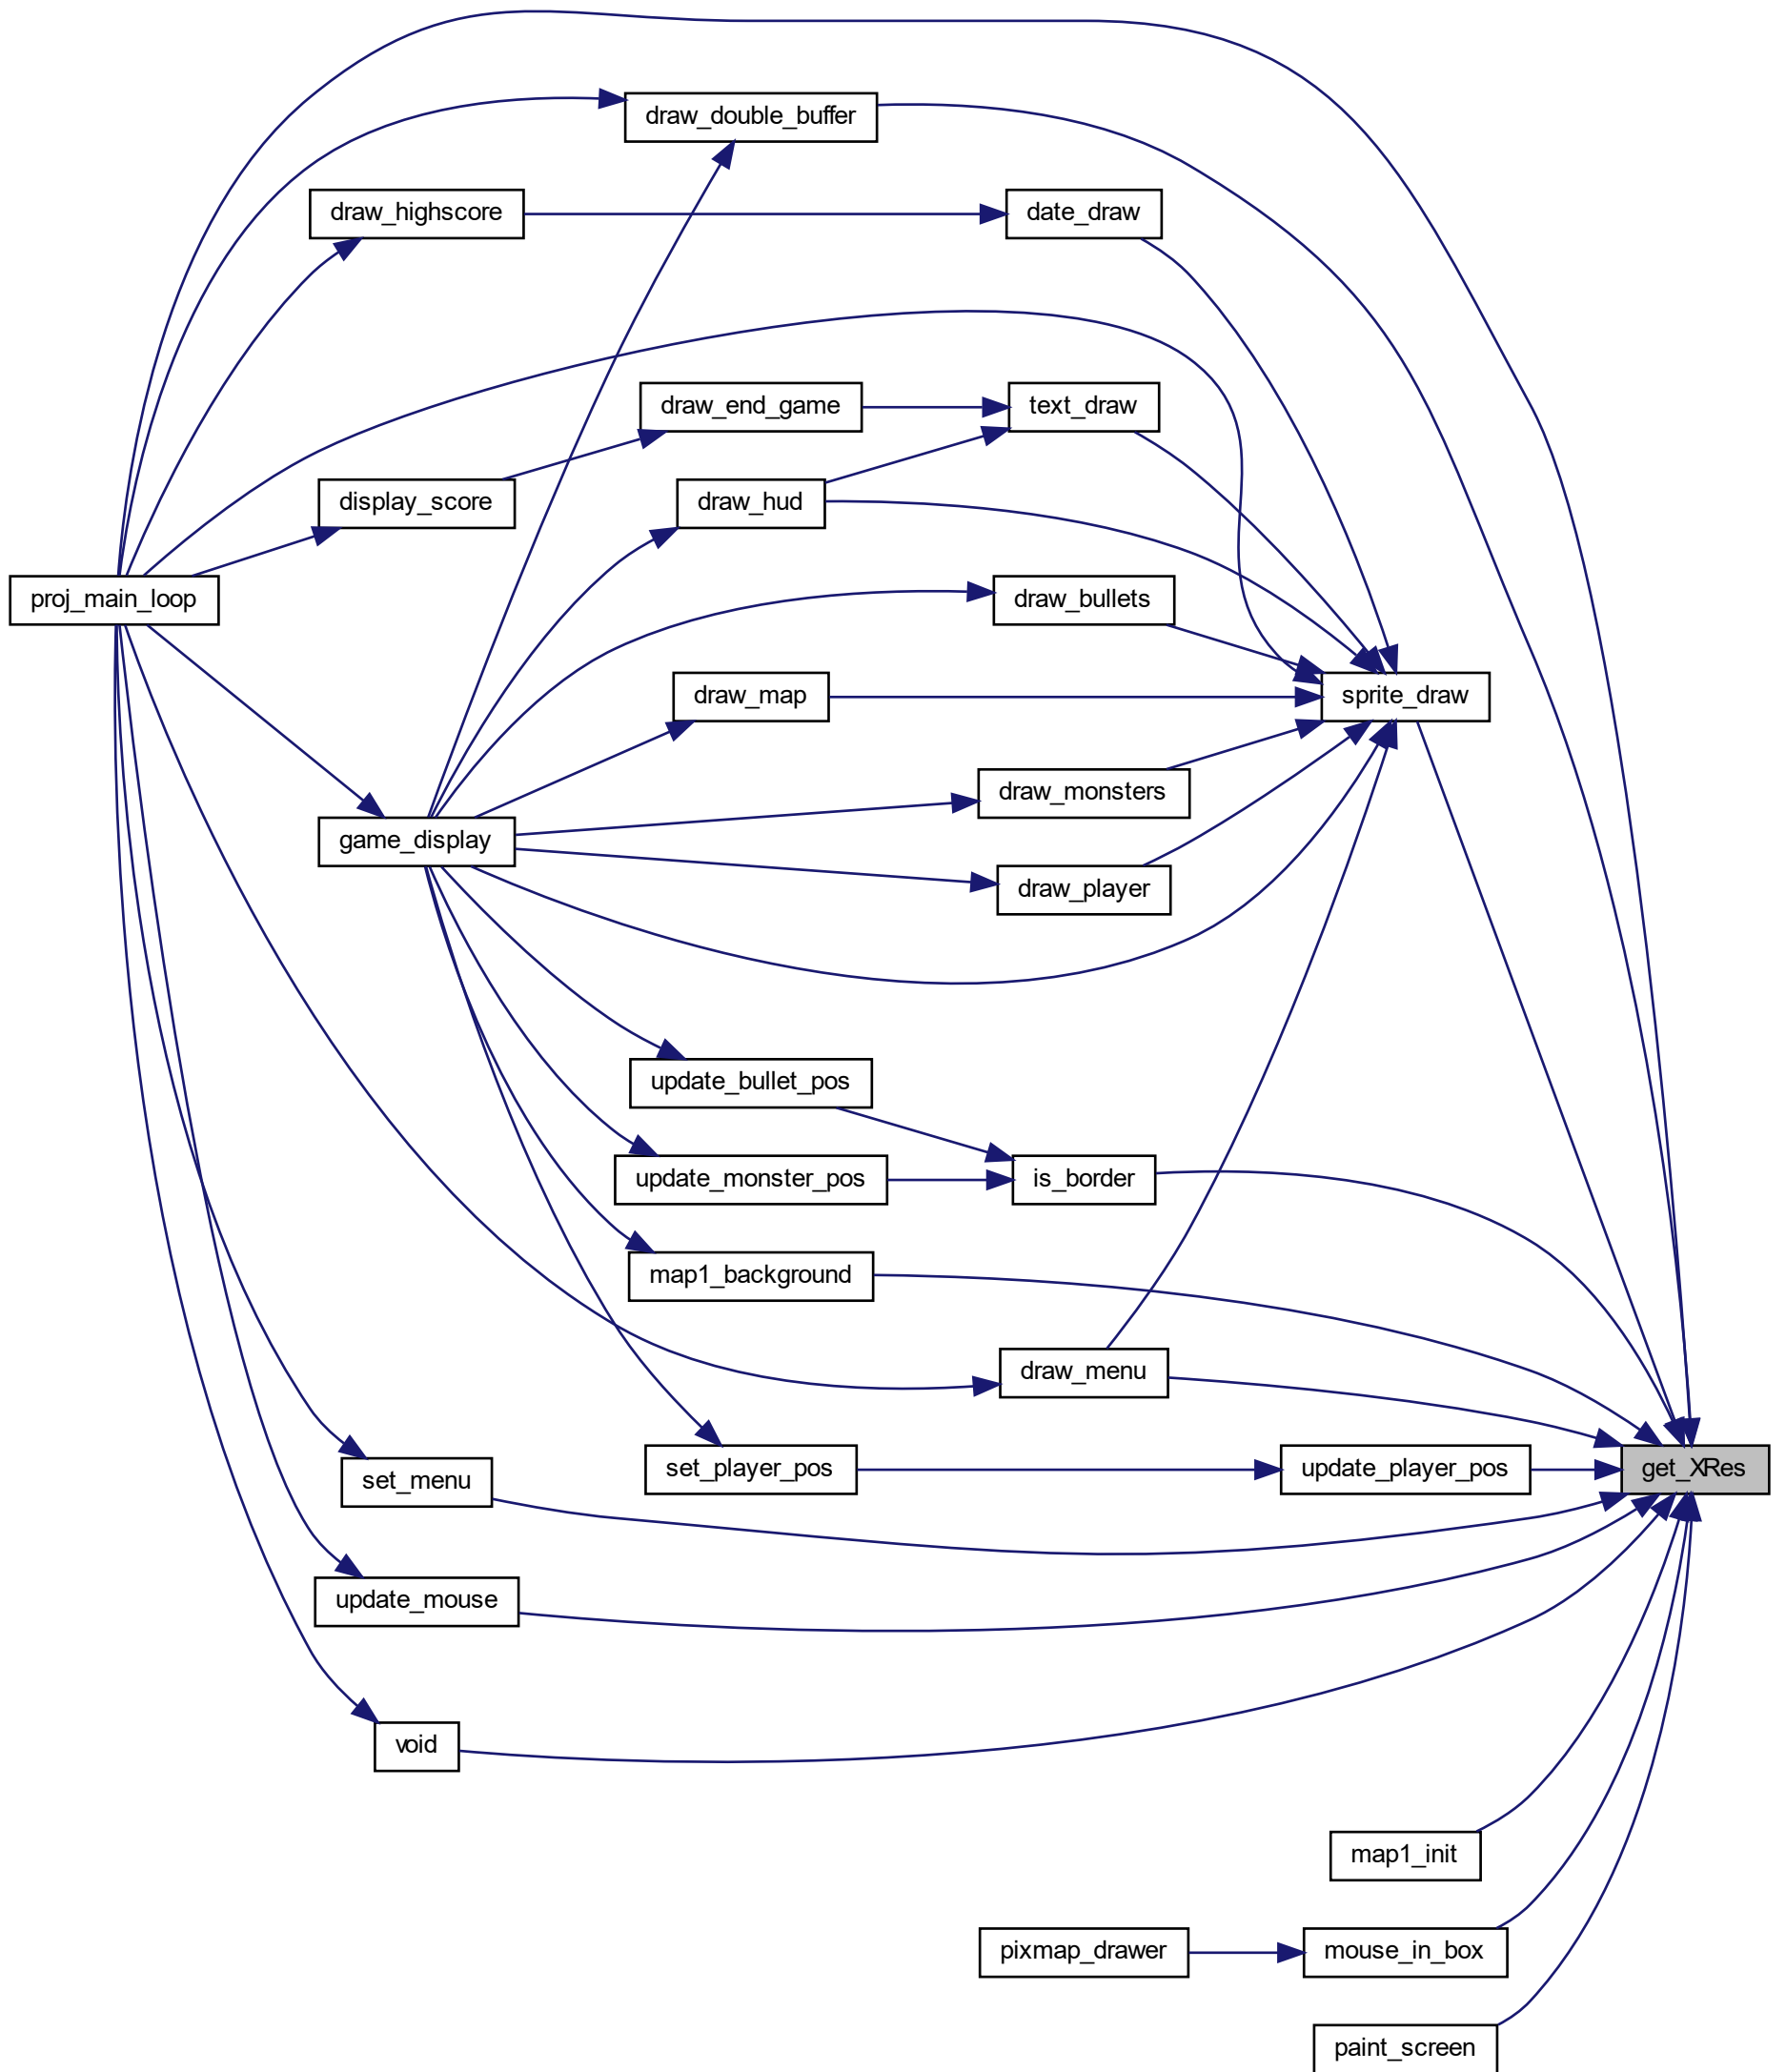 draw_double_buffer
draw_highscore
date_draw
draw_end_game
text_draw
display_score
draw_hud
proj_main_loop
draw_bullets
draw_map
sprite_draw
draw_monsters
game_display
draw_player
update_bullet_pos
update_monster_pos
is_border
map1_background
draw_menu
set_player_pos
update_player_pos
get_XRes
set_menu
update_mouse
void
map1_init
pixmap_drawer
mouse_in_box
paint_screen